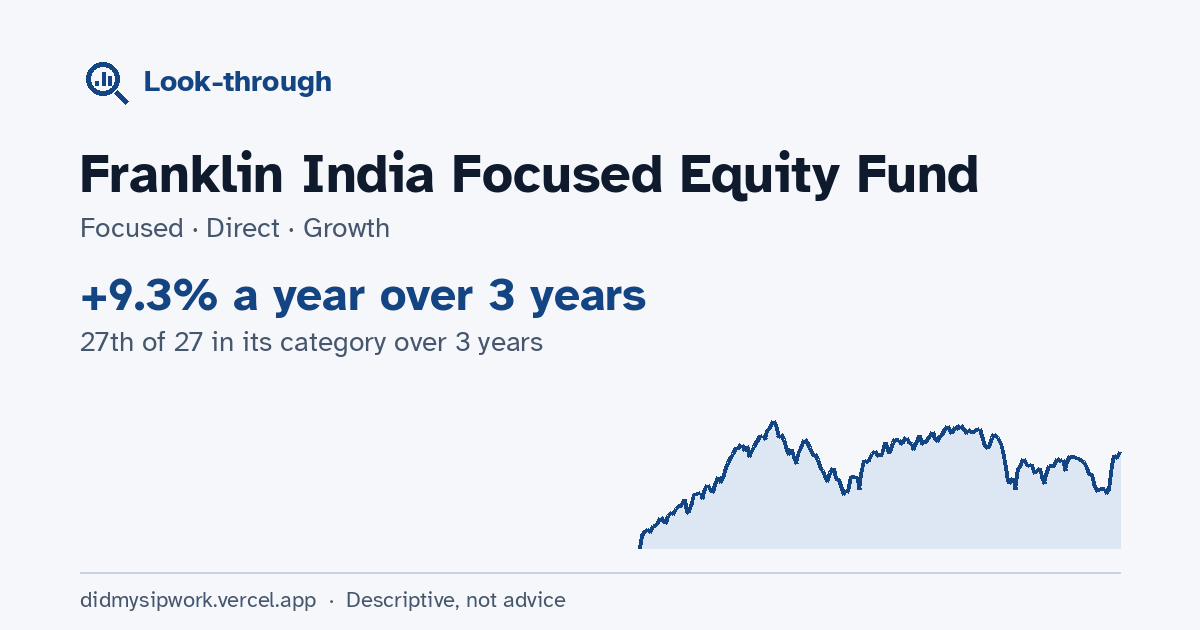 Look-through
Franklin India Focused Equity Fund
Focused · Direct · Growth
+9.3% a year over 3 years
27th of 27 in its category over 3 years
didmysipwork.vercel.app · Descriptive, not advice